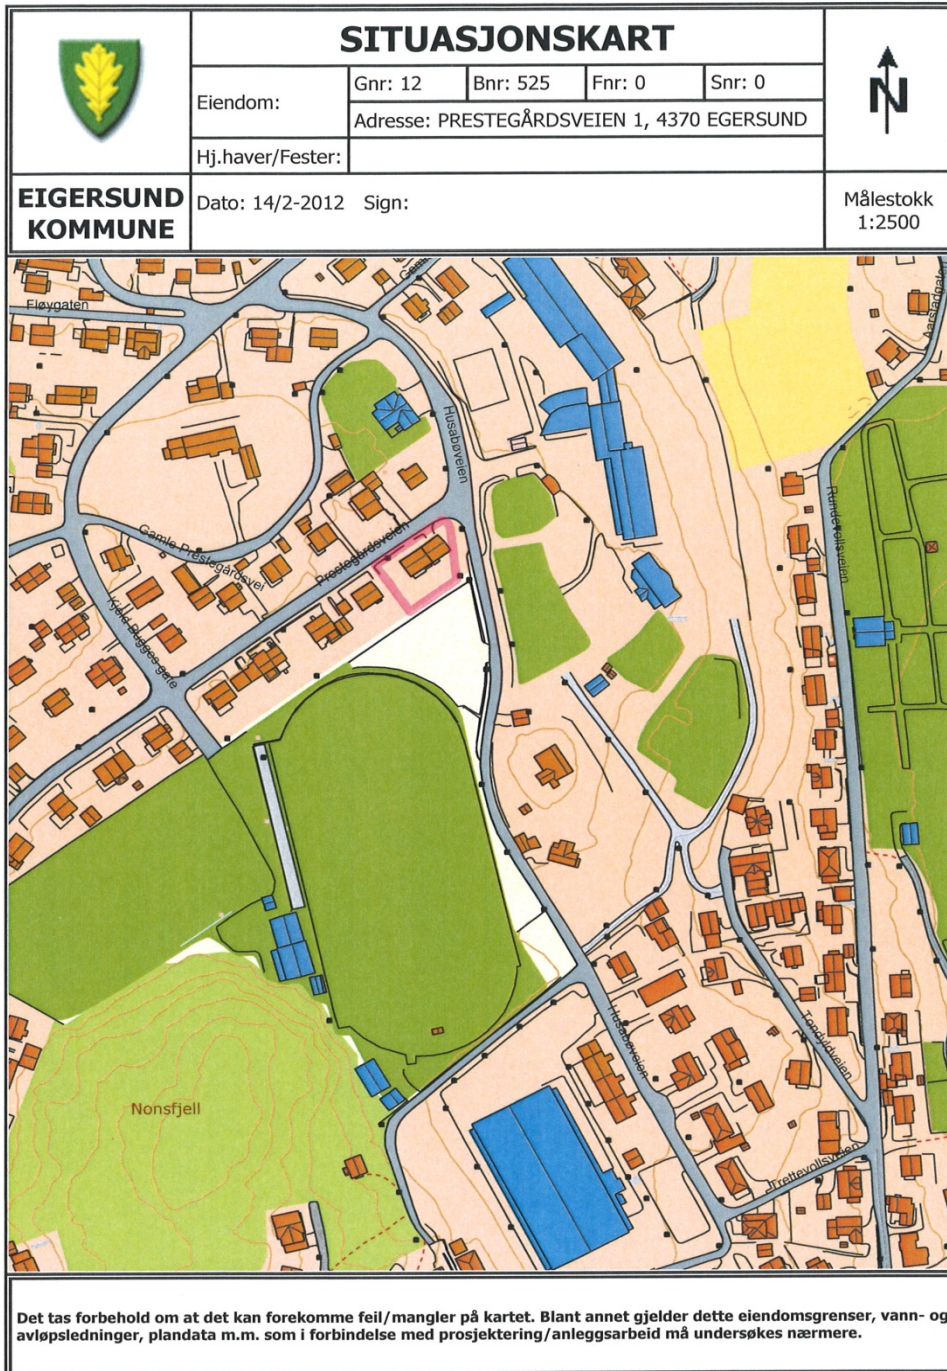 SITUASJONSKART
Eiendom:
Gnr: 12
Bnr: 525
Fnr: 0
Snr: 0
Adresse: PRESTEGÅRDSVEIEN 1, 4370 EGERSUND
Hj.haver/Fester:
N
EIGERSUND
KOMMUNE
Dato: 14/2-2012 Sign:
Målestokk
1:2500
Fløygaten
Aarstadgaten
Husabøveien
Rundevollsveien
Gamle Prestegårdsvei
Prestegårdsveien
Kjeld Bugges gate
Husabøveien
Tondyldveien
Nonsfjell
Trettevollsveien
Det tas forbehold om at det kan forekomme feil/mangler på kartet. Blant annet gjelder dette eiendomsgrenser, vann- og
avløpsledninger, plandata m.m. som i forbindelse med prosjektering/anleggsarbeid må undersøkes nærmere.